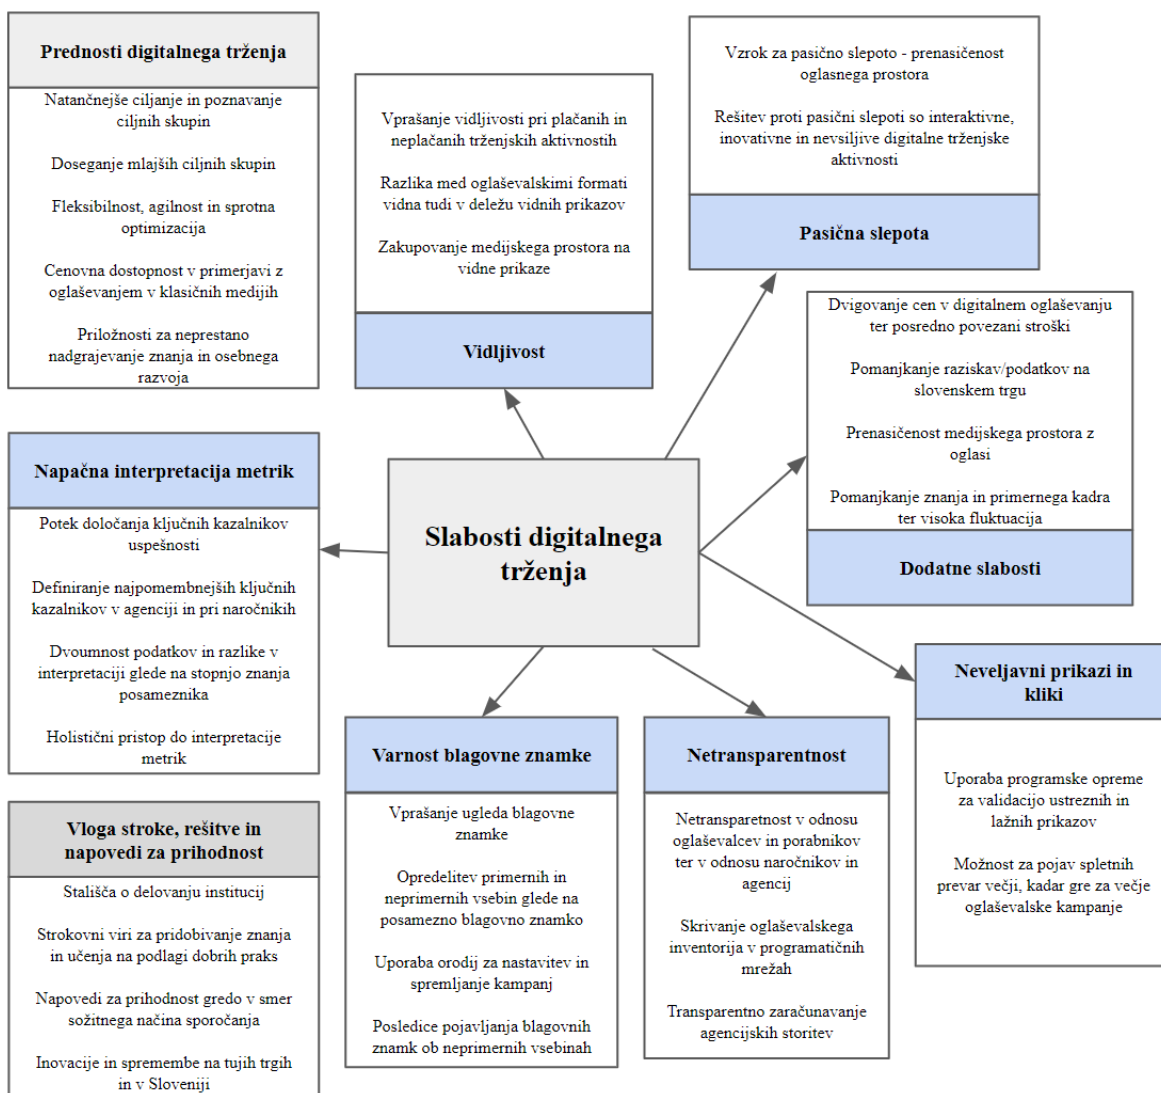 Prednosti digitalnega trženja
Natančnejše ciljanje in poznavanje
ciljnih skupin
Doseganje mlajših ciljnih skupin
Fleksibilnost, agilnost in sprotna
optimizacija
Cenovna dostopnost v primerjavi z
oglaševanjem v klasičnih medijih
Priložnosti za neprestano
nadgrajevanje znanja in osebnega
razvoja
Vprašanje vidljivosti pri plačanih in
neplačanih trženjskih aktivnostih
Razlika med oglaševalskimi formati
vidna tudi v deležu vidnih prikazov
Zakupovanje medijskega prostora na
vidne prikaze
Vidljivost
Vzrok za pasično slepoto - prenasičenost
oglasnega prostora
Rešitev proti pasični slepoti so interaktivne,
inovativne in nevsiljive digitalne trženjske
aktivnosti
Pasična slepota
Dvigovanje cen v digitalnem oglaševanju
ter posredno povezani stroški
Pomanjkanje raziskav/podatkov na
slovenskem trgu
Prenasičenost medijskega prostora z
oglasi
Pomanjkanje znanja in primernega kadra
ter visoka fluktuacija
Dodatne slabosti
Napačna interpretacija metrik
Potek določanja ključnih kazalnikov
uspešnosti
Definiranje najpomembnejših ključnih
kazalnikov v agenciji in pri naročnikih
Dvoumnost podatkov in razlike v
interpretaciji glede na stopnjo znanja
posameznika
Holistični pristop do interpretacije
metrik
Slabosti digitalnega
trženja
Neveljavni prikazi in
kliki
Uporaba programske opreme
za validacijo ustreznih in
lažnih prikazov
Možnost za pojav spletnih
prevar večji, kadar gre za večje
oglaševalske kampanje
Varnost blagovne znamke
Vprašanje ugleda blagovne
znamke
Opredelitev primernih in
neprimernih vsebin glede na
posamezno blagovno znamko
Uporaba orodij za nastavitev in
spremljanje kampanj
Posledice pojavljanja blagovnih
znamk ob neprimernih vsebinah
Netransparentnost
Netransparetnost v odnosu
oglaševalcev in porabnikov
ter v odnosu naročnikov in
agencij
Skrivanje oglaševalskega
inventorija v programatičnih
mrežah
Transparentno zaračunavanje
agencijskih storitev
Vloga stroke, rešitve in
napovedi za prihodnost
Stališča o delovanju institucij
Strokovni viri za pridobivanje znanja
in učenja na podlagi dobrih praks
Napovedi za prihodnost gredo v smer
sožitnega načina sporočanja
Inovacije in spremembe na tujih trgih
in v Sloveniji